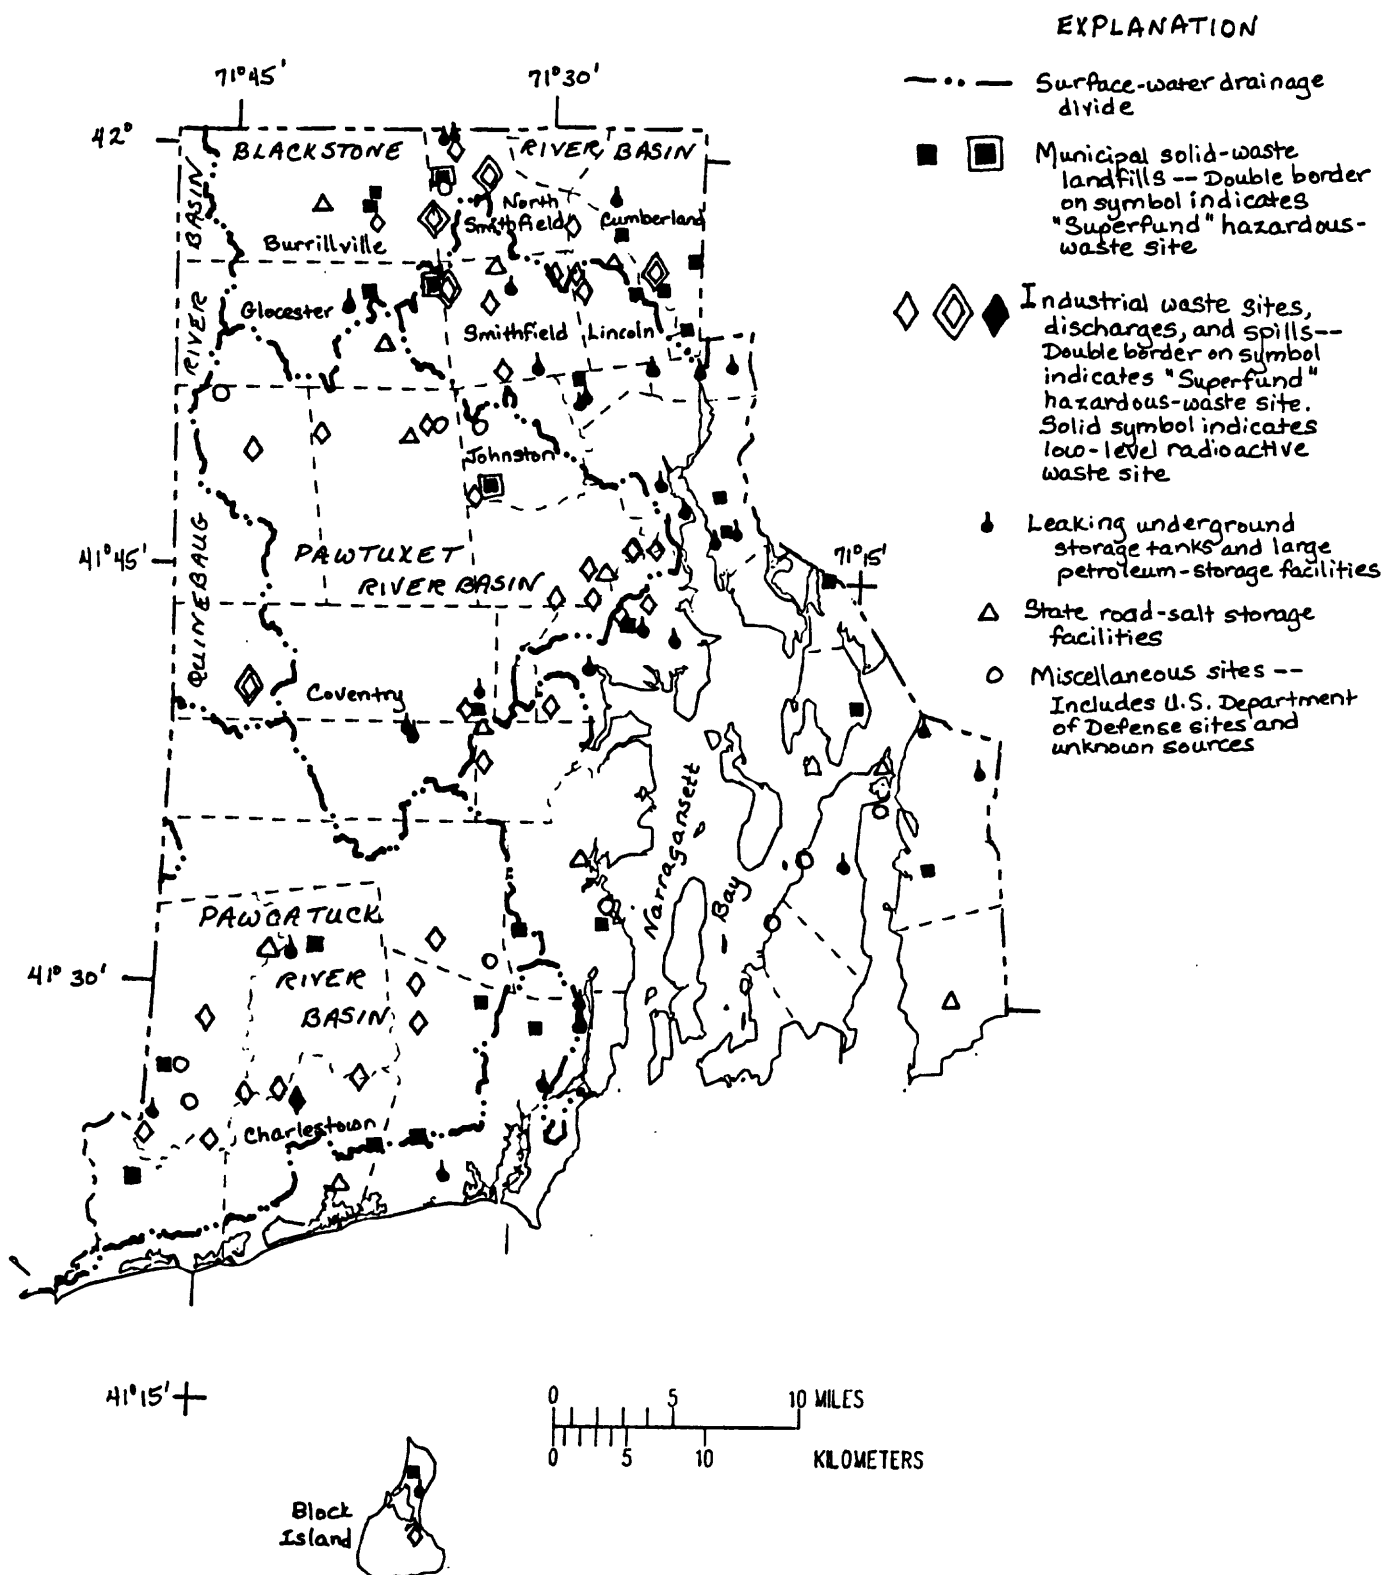 EXPLANATION
Surface-water drainage
divide
Municipal solid-waste
landfills -- Double border
on symbol indicates
"Superfund" hazardous-
waste site
Industrial waste sites,
discharges, and spills--
Double border on symbol
indicates "Superfund"
hazardous-waste site.
Solid symbol indicates
low-level radioactive
waste site
Leaking underground
storage tanks and large
petroleum-storage facilities
State road-salt storage
facilities
Miscellaneous sites --
Includes U.S. Department
of Defense sites and
unknown sources
71°45'
71°30'
42°
BLACKSTONE
RIVER BASIN
North
Smithfield
Cumberland
Burrillville
Glocester
Smithfield
Lincoln
Johnston
QUINEBAUG RIVER BASIN
41°45'
PAWTUXET
RIVER BASIN
71°15'
Coventry
Narragansett
Bay
PAWCATUCK
RIVER
BASIN
41° 30'
Charlestown
41°15'
0 5 10 MILES
0 5 10 KILOMETERS
Block
Island